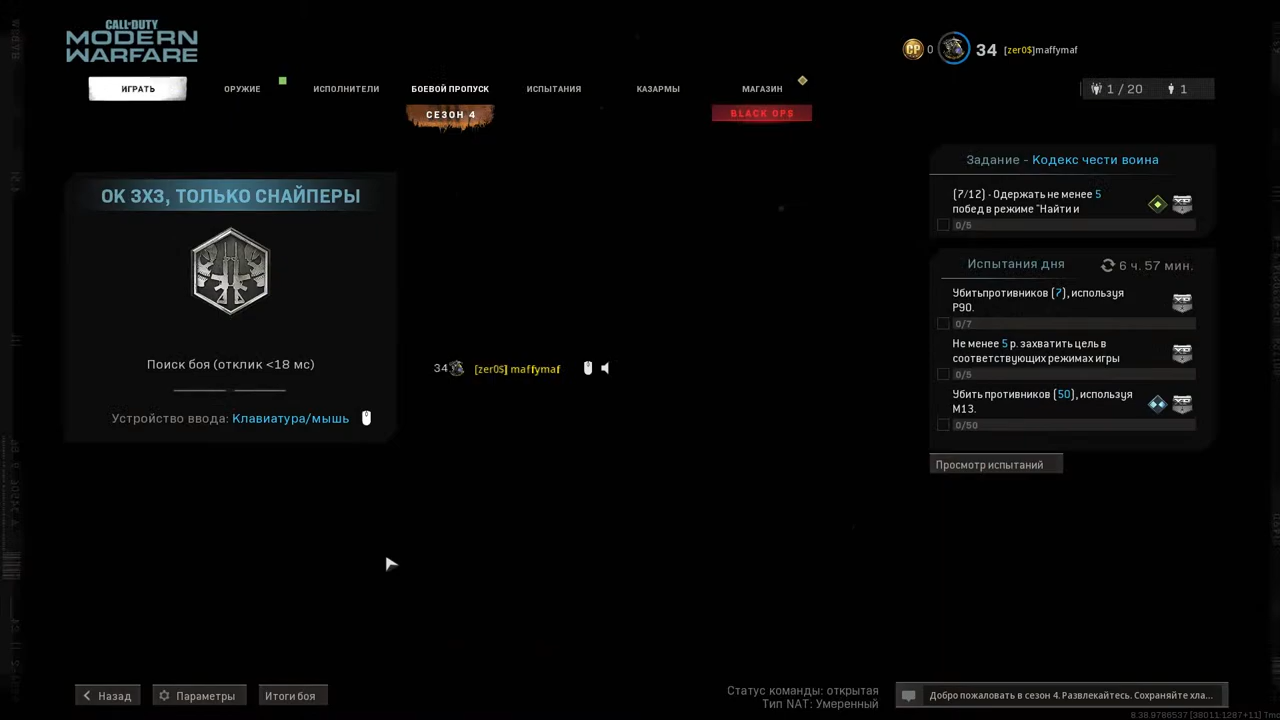 CALL OF DUTY
MODERN
WARFARE
CP 0 34 [zer0$]maffymaf
ИГРАТЬ ОРУЖИЕ ИСПОЛНИТЕЛИ БОЕВОЙ ПРОПУСК ИСПЫТАНИЯ КАЗАРМЫ МАГАЗИН
1 / 20 1
СЕЗОН 4 BLACK OPS
ОК 3Х3, ТОЛЬКО СНАЙПЕРЫ
Поиск боя (отклик <18 мс)
Устройство ввода: Клавиатура/мышь
34 [zer0$] maffymaf
Задание - Кодекс чести воина
(7/12) - Одержать не менее 5
побед в режиме "Найти и
0/5
Испытания дня 6 ч. 57 мин.
Убитьпротивников (7), используя
P90.
XP
0/7
Не менее 5 р. захватить цель в
соответствующих режимах игры
XP
0/5
Убить противников (50), используя
M13.
XP
0/50
Просмотр испытаний
Назад Параметры Итоги боя
Статус команды: открытая
Тип NAT: Умеренный
Добро пожаловать в сезон 4. Развлекайтесь. Сохраняйте хла...